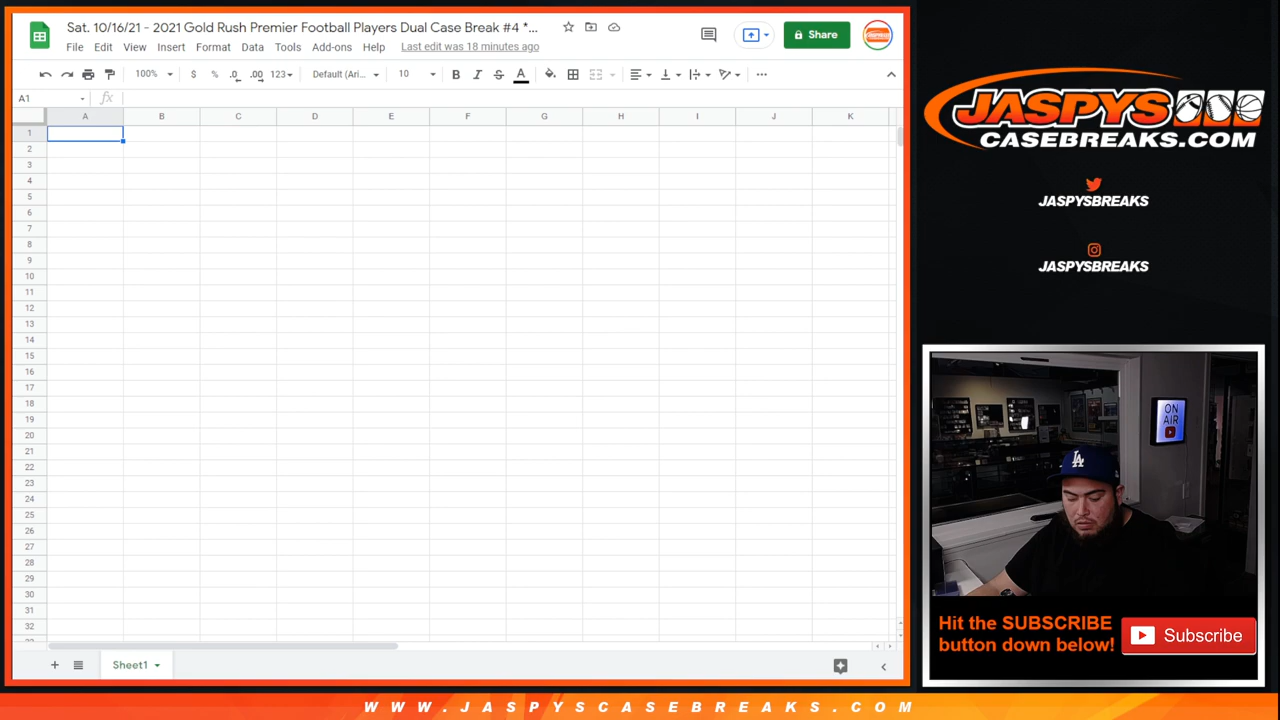 Sat, 10/16/21 - 2021 Gold Rush Premier Football Players Dual Case Break #4 *...
File Edit View Insert Format Data Tools Add-ons Help Last edit was 18 minutes ago
Share
100% $ % .0 .00 123 Default (Ari... 10 B I S A
A1 fx
A B C D E F G H I J K
1
2
3
4
5
6
7
8
9
10
11
12
13
14
15
16
17
18
19
20
21
22
23
24
25
26
27
28
29
30
31
32
Sheet1
JASPYS
CASEBREAKS.COM
JASPYSBREAKS
JASPYSBREAKS
ON
AIR
LA
Hit the SUBSCRIBE
button down below!
Subscribe
WWW.JASPYSCASEBREAKS.COM